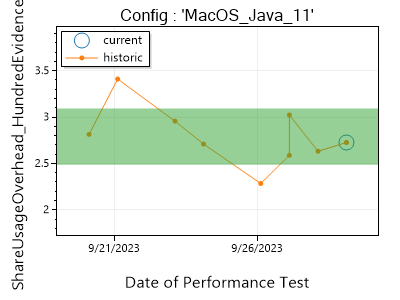 Config : 'MacOS_Java_11'
current
historic
ShareUsageOverhead_HundredEvidence
3.5
3
2.5
2
9/21/2023
9/26/2023
Date of Performance Test